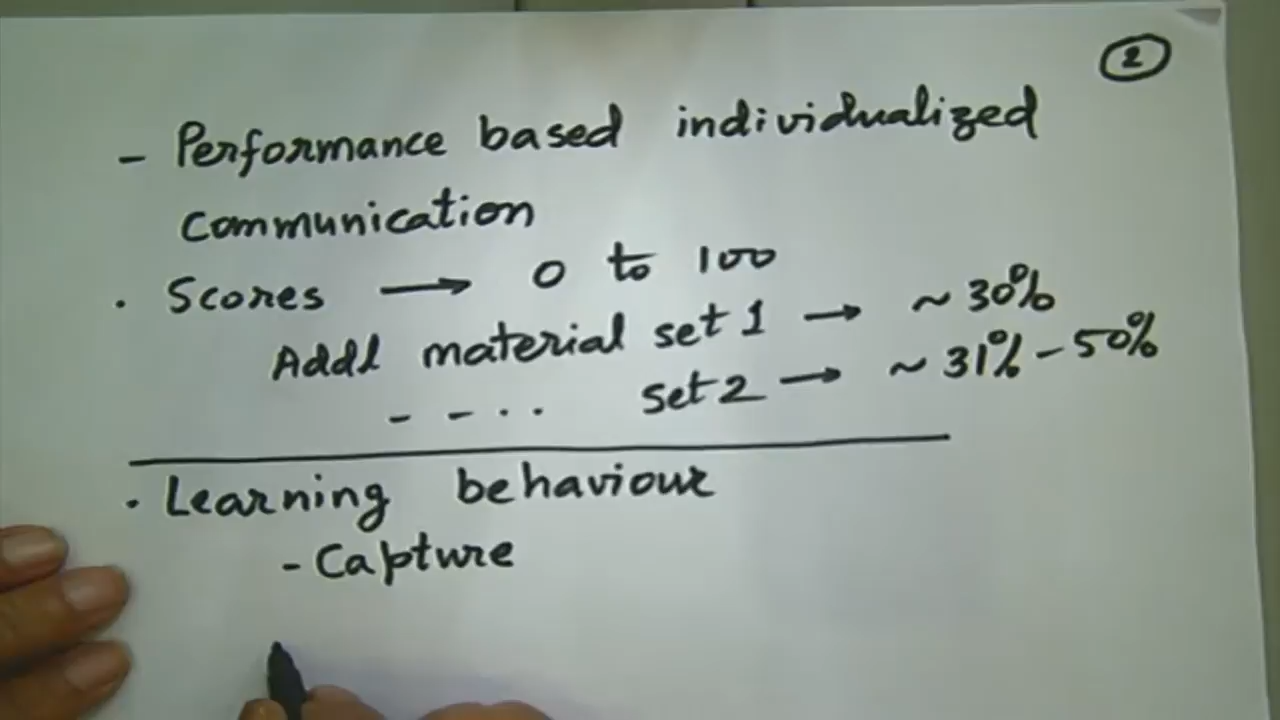 2
- Performance based individualized
communication
. Scores → 0 to 100
Addl material set 1 → ~ 30%
- - . . set 2 → ~ 31% - 50%
. Learning behaviour
- Capture